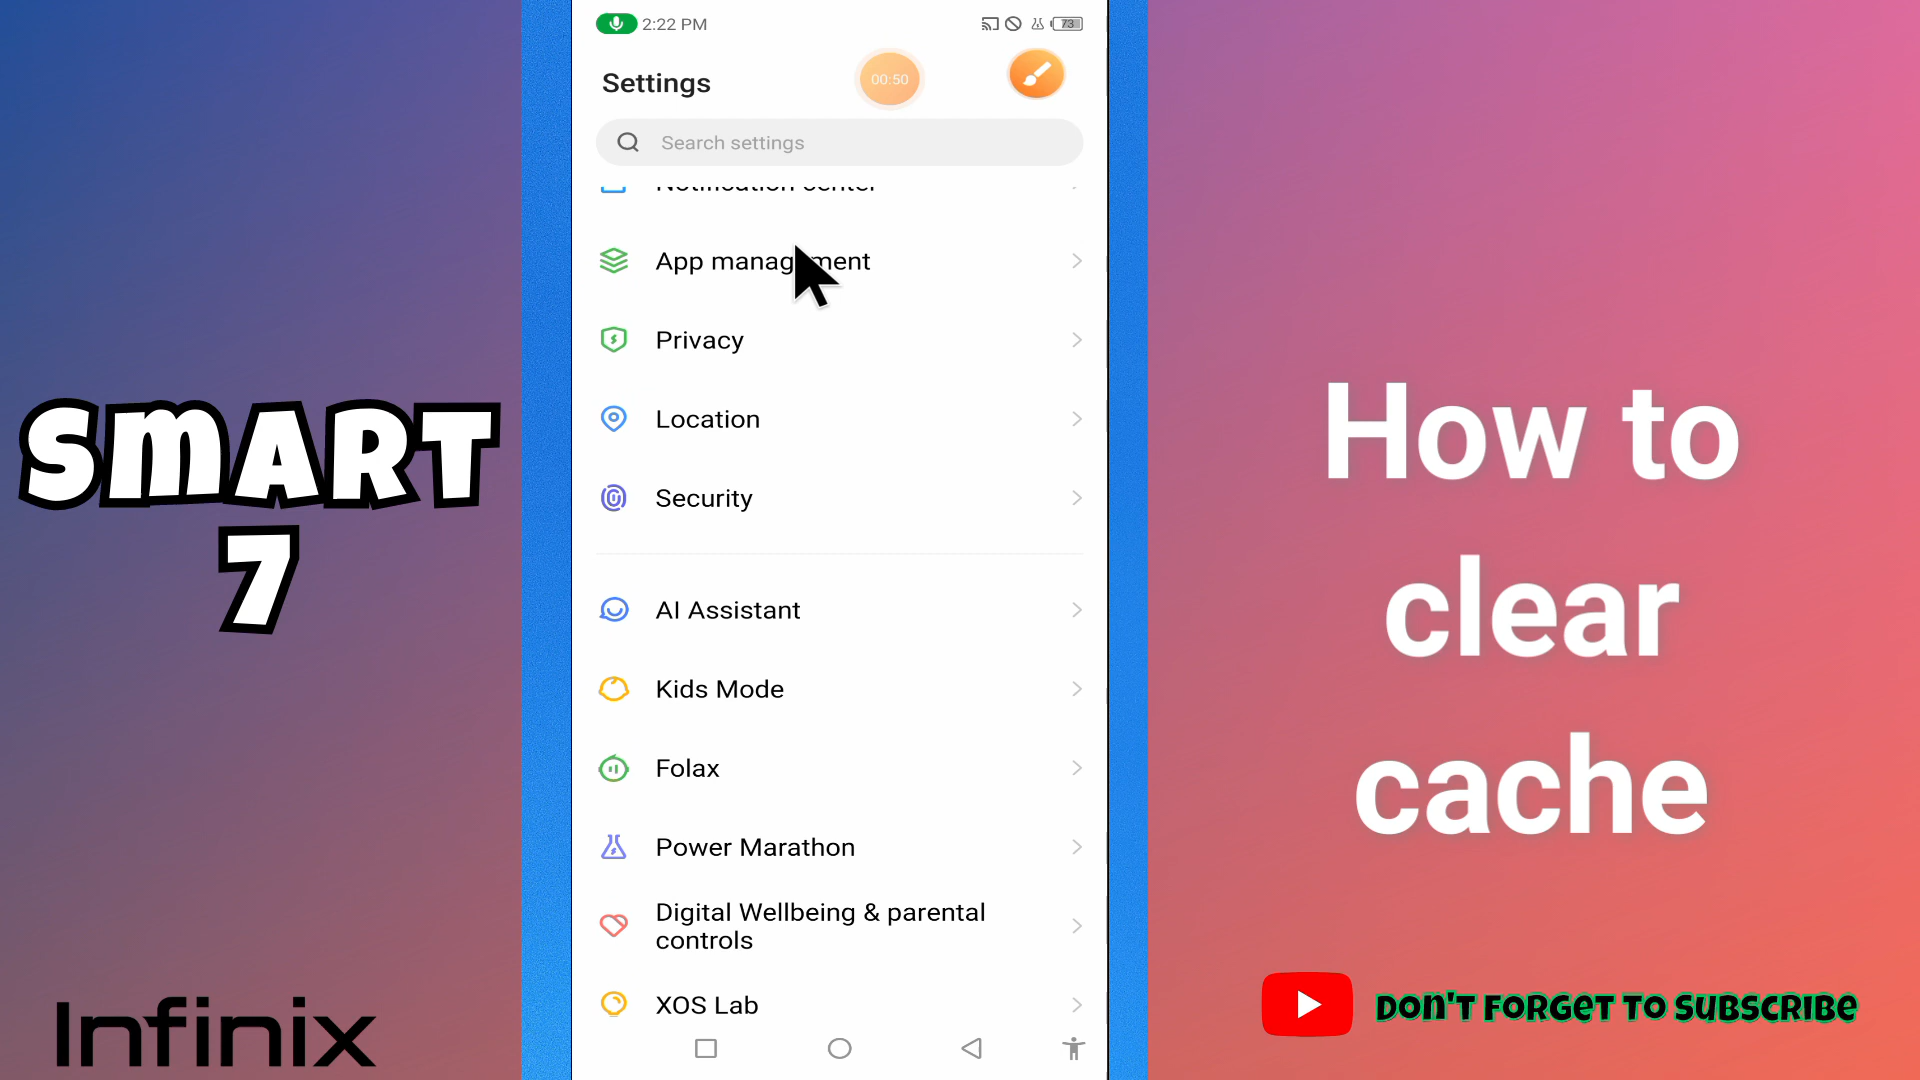 2:22 PM
73
Settings
00:50
Search settings
Notification center
App management
Privacy
Location
Security
AI Assistant
Kids Mode
Folax
Power Marathon
Digital Wellbeing & parental
controls
XOS Lab
SMART
7
Infinix
How to
clear
cache
DON'T FORGET TO SUBSCRIBE